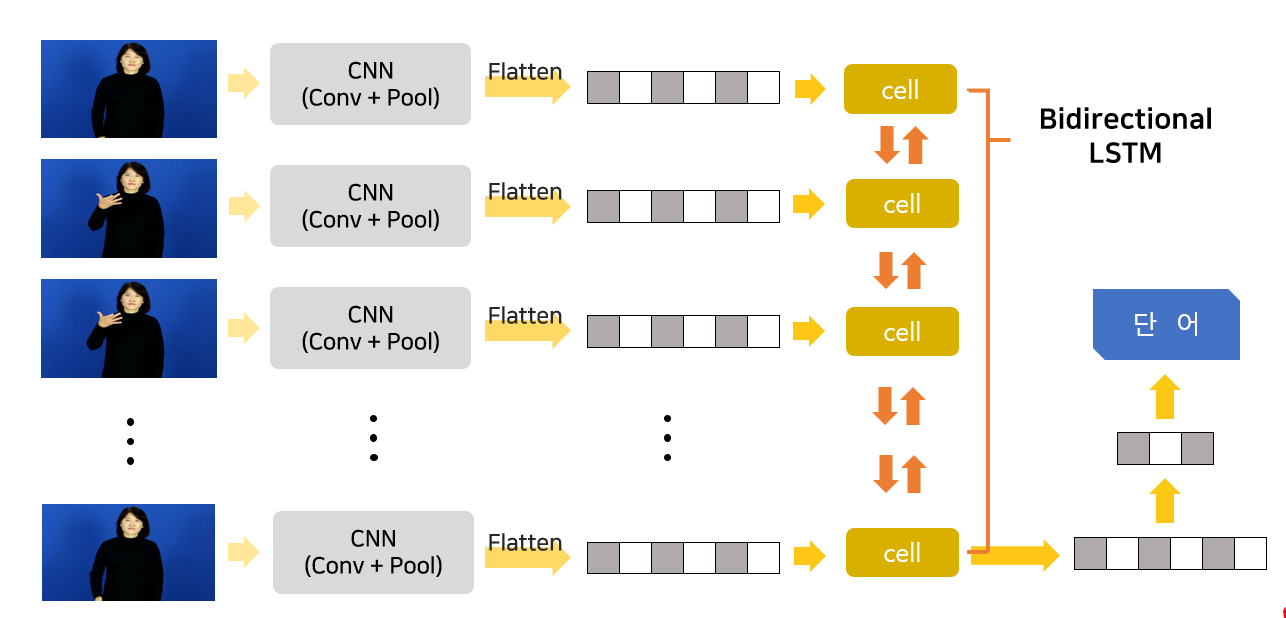 CNN
(Conv + Pool)
Flatten
cell
Bidirectional
LSTM
CNN
(Conv + Pool)
Flatten
cell
CNN
(Conv + Pool)
Flatten
cell
단 어
CNN
(Conv + Pool)
Flatten
cell